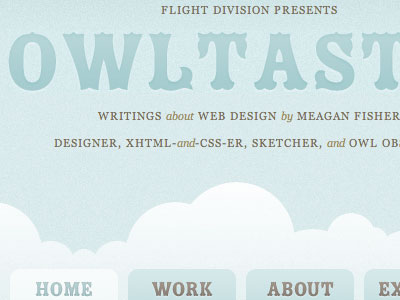 FLIGHT DIVISION PRESENTS
OWLTAST
WRITINGS about WEB DESIGN by MEAGAN FISHER
DESIGNER, XHTML-and-CSS-ER, SKETCHER, and OWL OBS
HOME WORK ABOUT EX